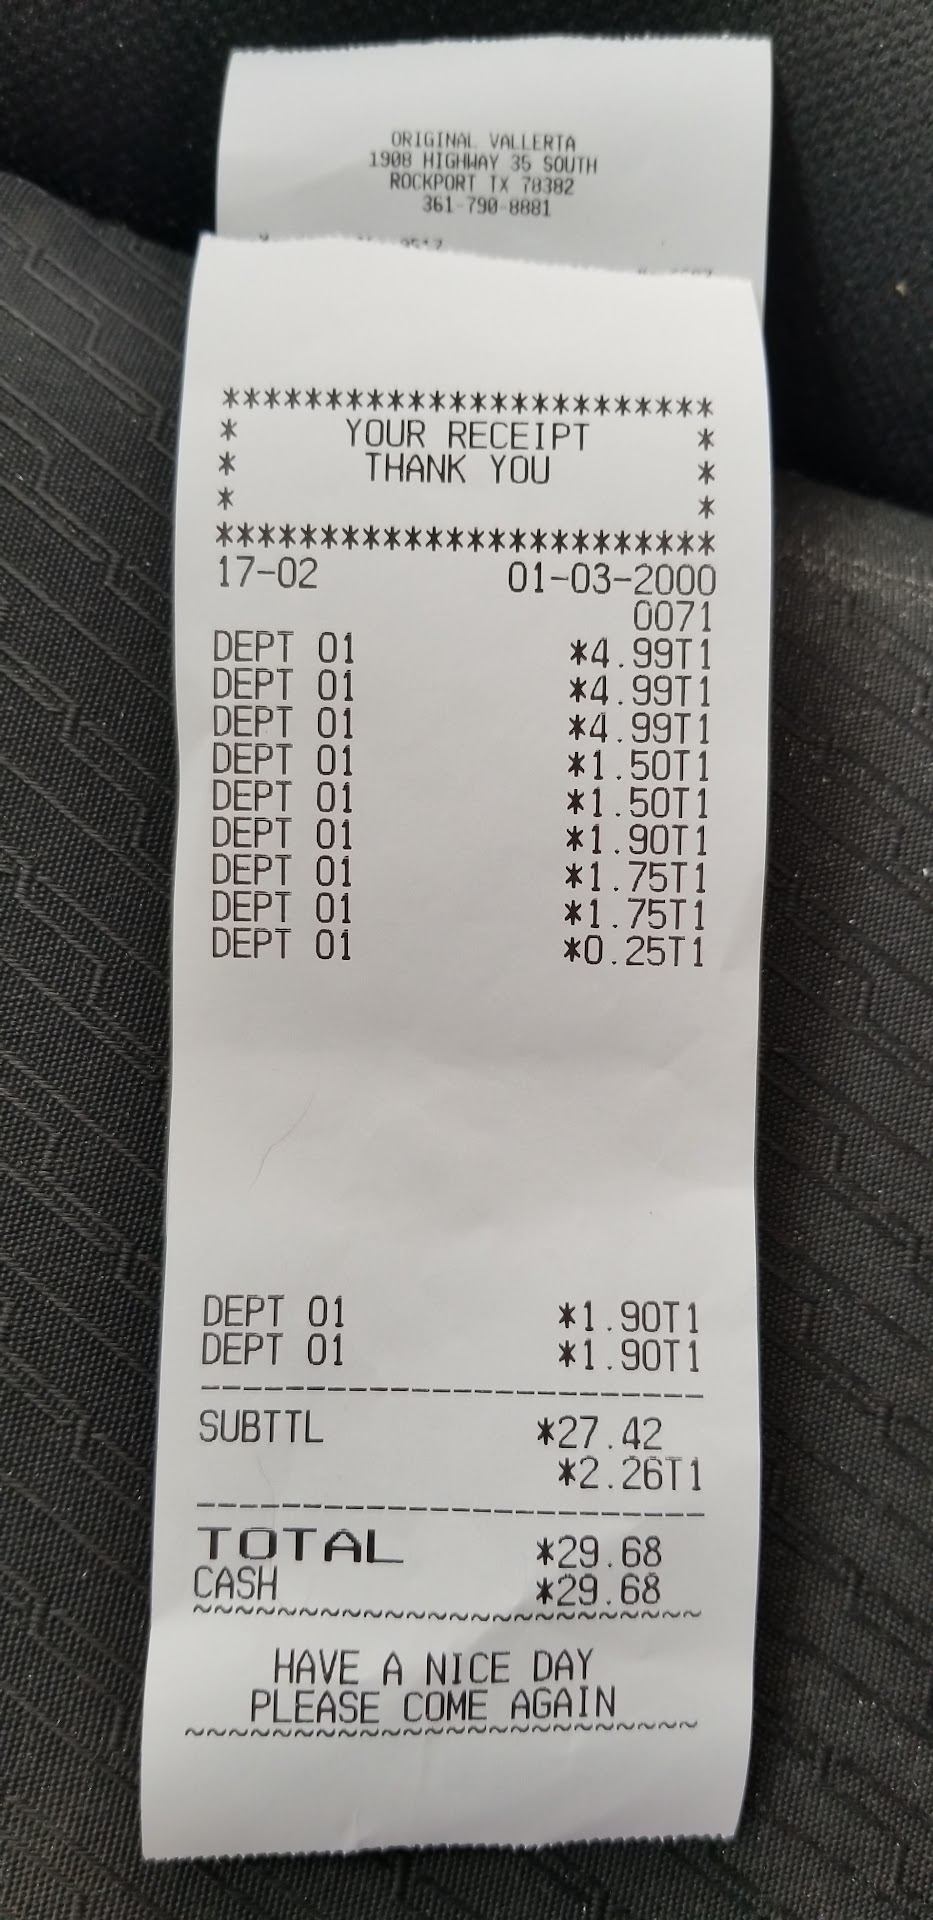 ORIGINAL VALLERTA
1908 HIGHWAY 35 SOUTH
ROCKPORT TX 78382
361-790-8881
************************
* YOUR RECEIPT *
* THANK YOU *
* *
************************
17-02 01-03-2000
0071
DEPT 01 *4.99T1
DEPT 01 *4.99T1
DEPT 01 *4.99T1
DEPT 01 *1.50T1
DEPT 01 *1.50T1
DEPT 01 *1.90T1
DEPT 01 *1.75T1
DEPT 01 *1.75T1
DEPT 01 *0.25T1
DEPT 01 *1.90T1
DEPT 01 *1.90T1
SUBTTL *27.42
*2.26T1
TOTAL *29.68
CASH *29.68
HAVE A NICE DAY
PLEASE COME AGAIN